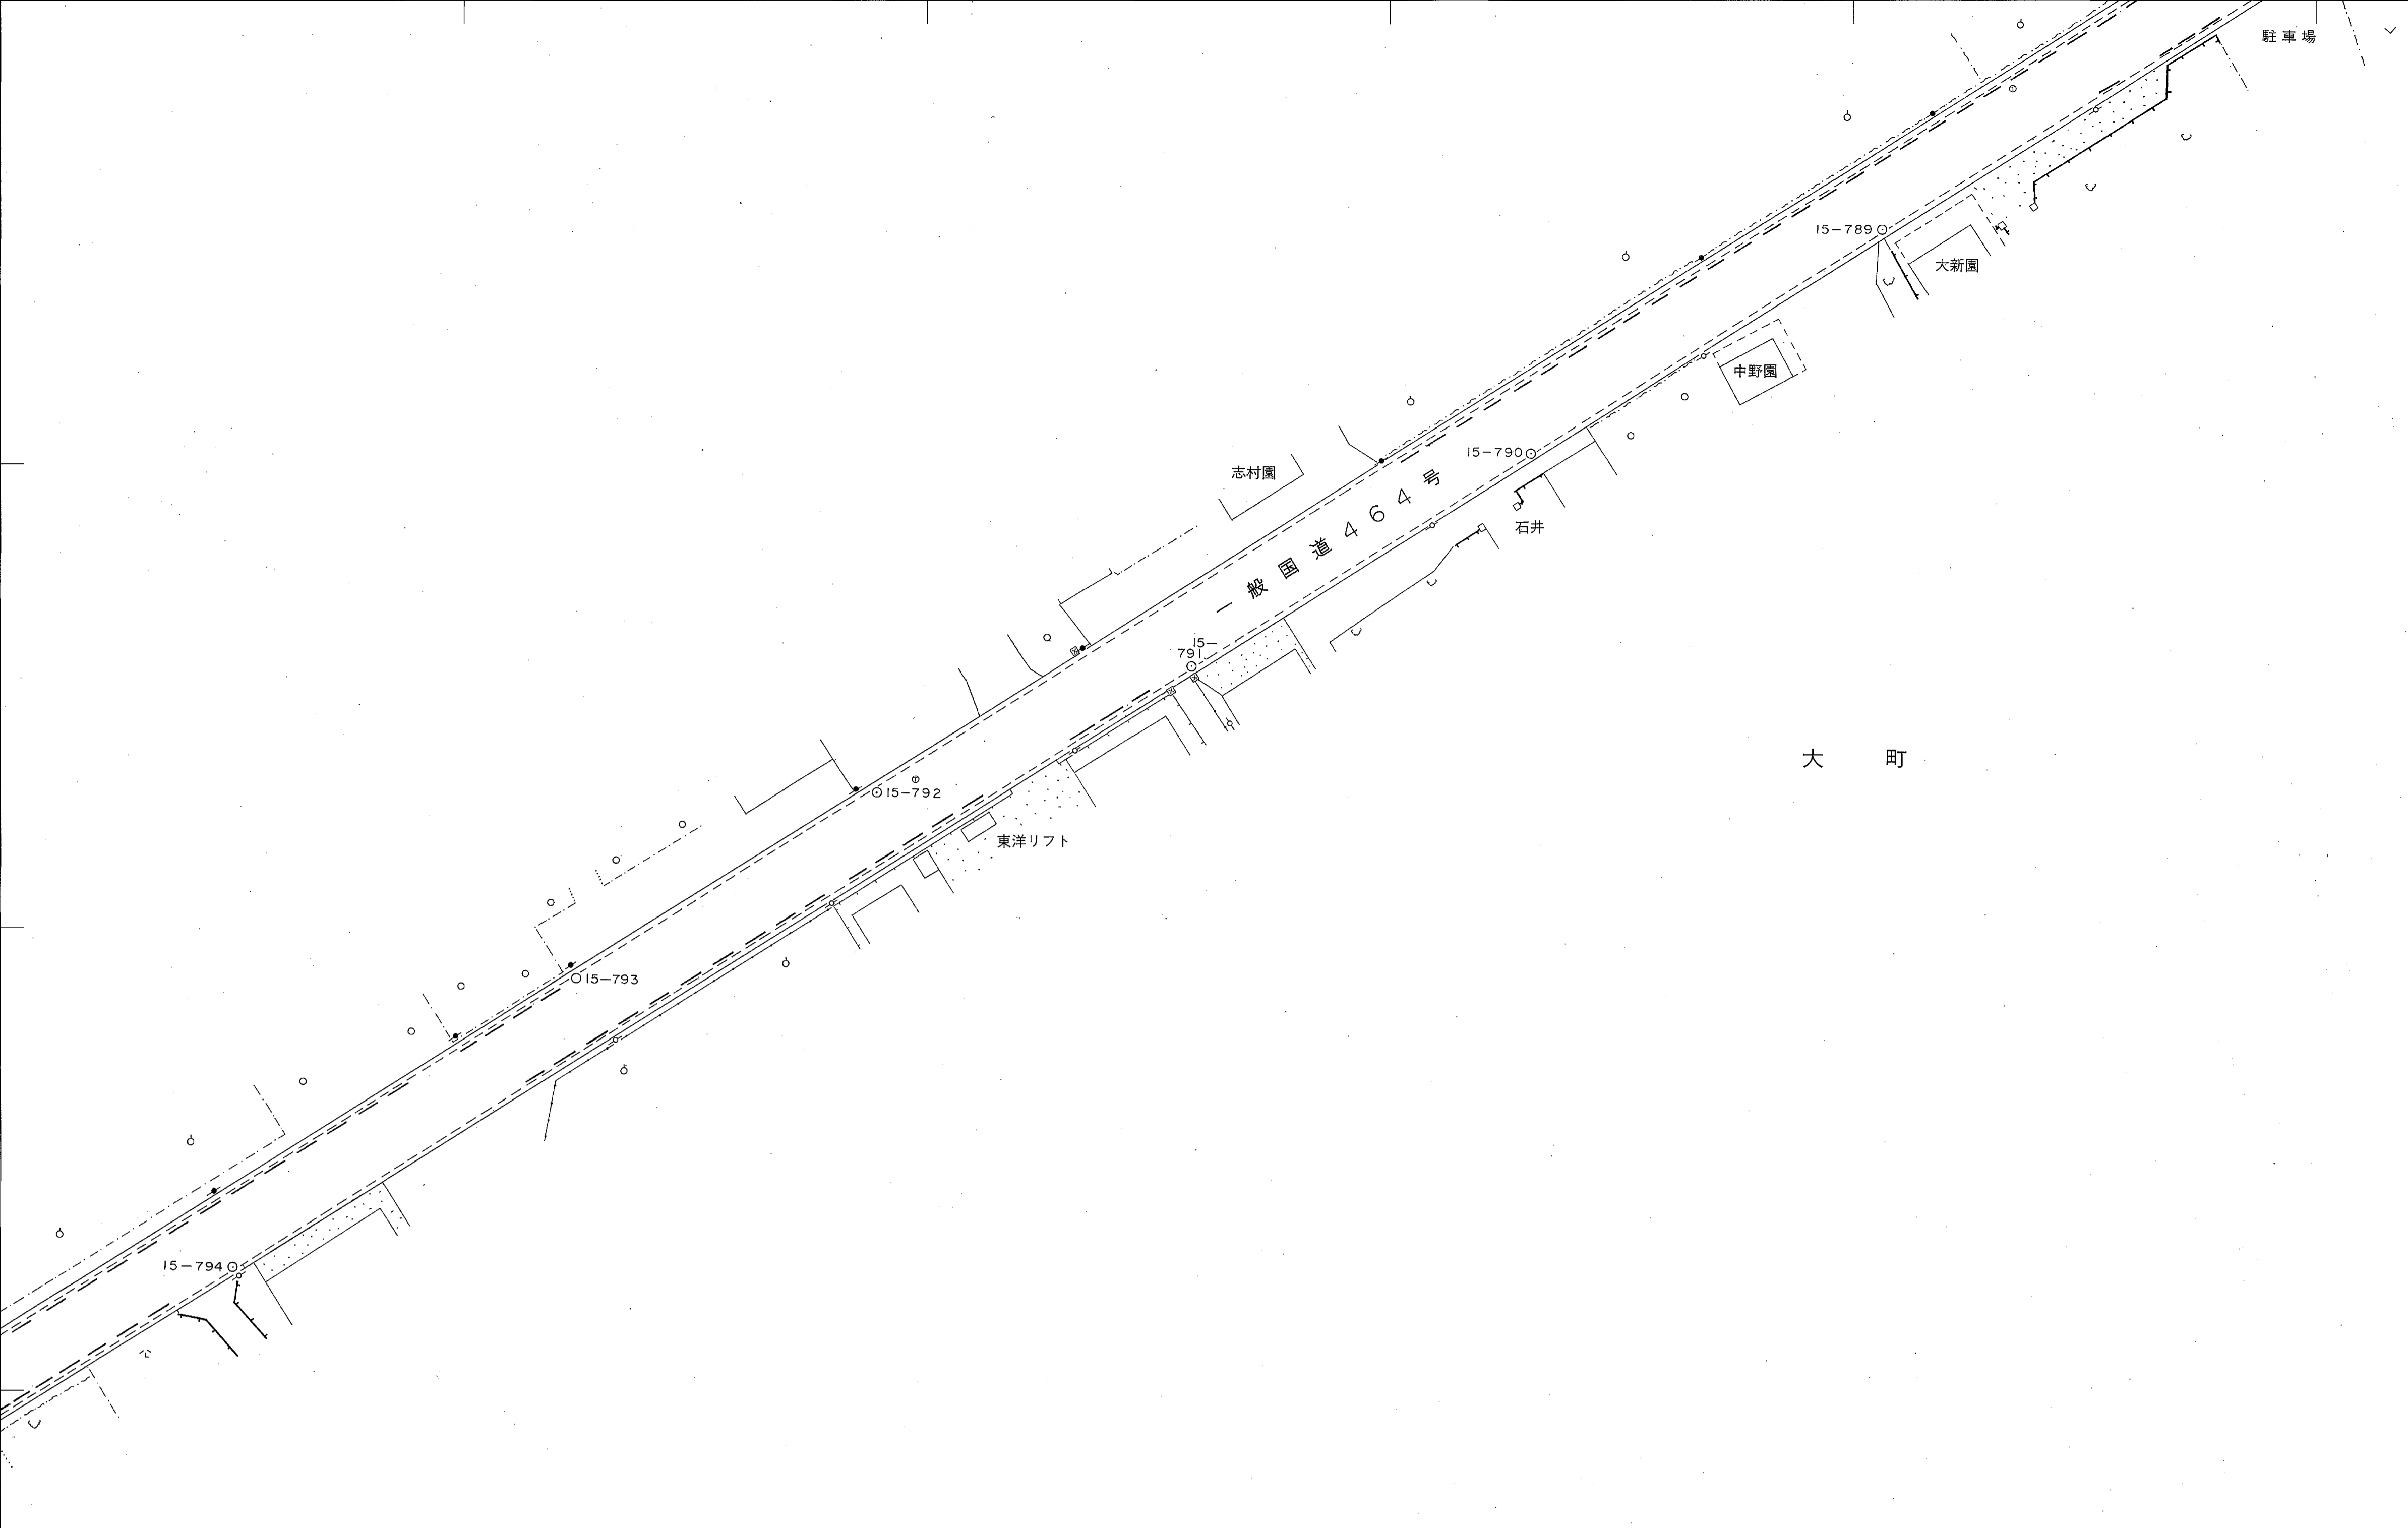 駐車場
15-789
大新園
中野園
15-790
志村園
一般国道464号
石井
15-
791
大町
15-792
東洋リフト
15-793
15-794